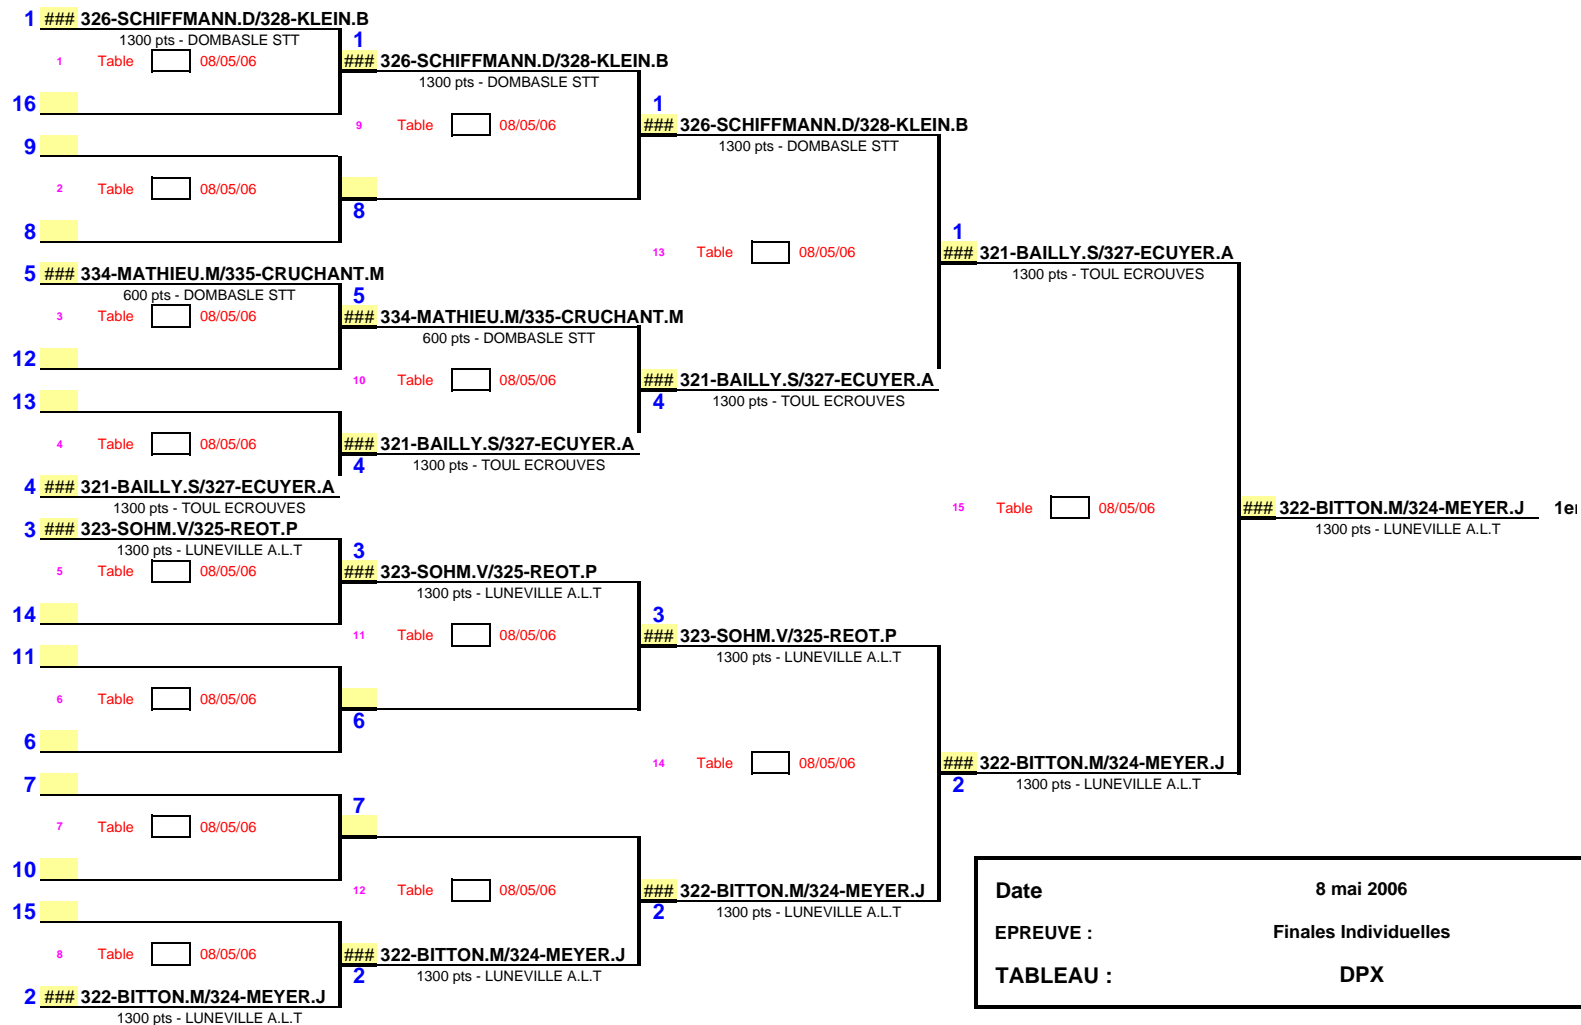 1 ### 326-SCHIFFMANN.D/328-KLEIN.B
1300 pts - DOMBASLE STT
1 Table 08/05/06
16
9
2 Table 08/05/06
8
5 ### 334-MATHIEU.M/335-CRUCHANT.M
600 pts - DOMBASLE STT
3 Table 08/05/06
12
13
4 Table 08/05/06
4 ### 321-BAILLY.S/327-ECUYER.A
1300 pts - TOUL ECROUVES
3 ### 323-SOHM.V/325-REOT.P
1300 pts - LUNEVILLE A.L.T
5 Table 08/05/06
14
11
6 Table 08/05/06
6
7
7 Table 08/05/06
10
15
8 Table 08/05/06
2 ### 322-BITTON.M/324-MEYER.J
1300 pts - LUNEVILLE A.L.T
1
### 326-SCHIFFMANN.D/328-KLEIN.B
1300 pts - DOMBASLE STT
9 Table 08/05/06
8
5
### 334-MATHIEU.M/335-CRUCHANT.M
600 pts - DOMBASLE STT
10 Table 08/05/06
### 321-BAILLY.S/327-ECUYER.A
4
1300 pts - TOUL ECROUVES
3
### 323-SOHM.V/325-REOT.P
1300 pts - LUNEVILLE A.L.T
11 Table 08/05/06
6
7
12 Table 08/05/06
### 322-BITTON.M/324-MEYER.J
2
1300 pts - LUNEVILLE A.L.T
1
### 326-SCHIFFMANN.D/328-KLEIN.B
1300 pts - DOMBASLE STT
13 Table 08/05/06
### 321-BAILLY.S/327-ECUYER.A
4
1300 pts - TOUL ECROUVES
3
### 323-SOHM.V/325-REOT.P
1300 pts - LUNEVILLE A.L.T
14 Table 08/05/06
### 322-BITTON.M/324-MEYER.J
2
1300 pts - LUNEVILLE A.L.T
1
### 321-BAILLY.S/327-ECUYER.A
1300 pts - TOUL ECROUVES
15 Table 08/05/06
### 322-BITTON.M/324-MEYER.J
2
1300 pts - LUNEVILLE A.L.T
### 322-BITTON.M/324-MEYER.J
1300 pts - LUNEVILLE A.L.T
Date 8 mai 2006
EPREUVE : Finales Individuelles
TABLEAU : DPX